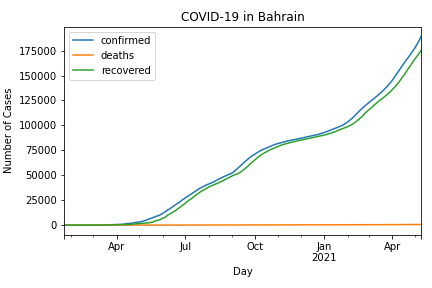 COVID-19 in Bahrain
confirmed
deaths
recovered
Number of Cases
175000
150000
125000
100000
75000
50000
25000
0
Apr
Jul
Oct
Jan
2021
Apr
Day